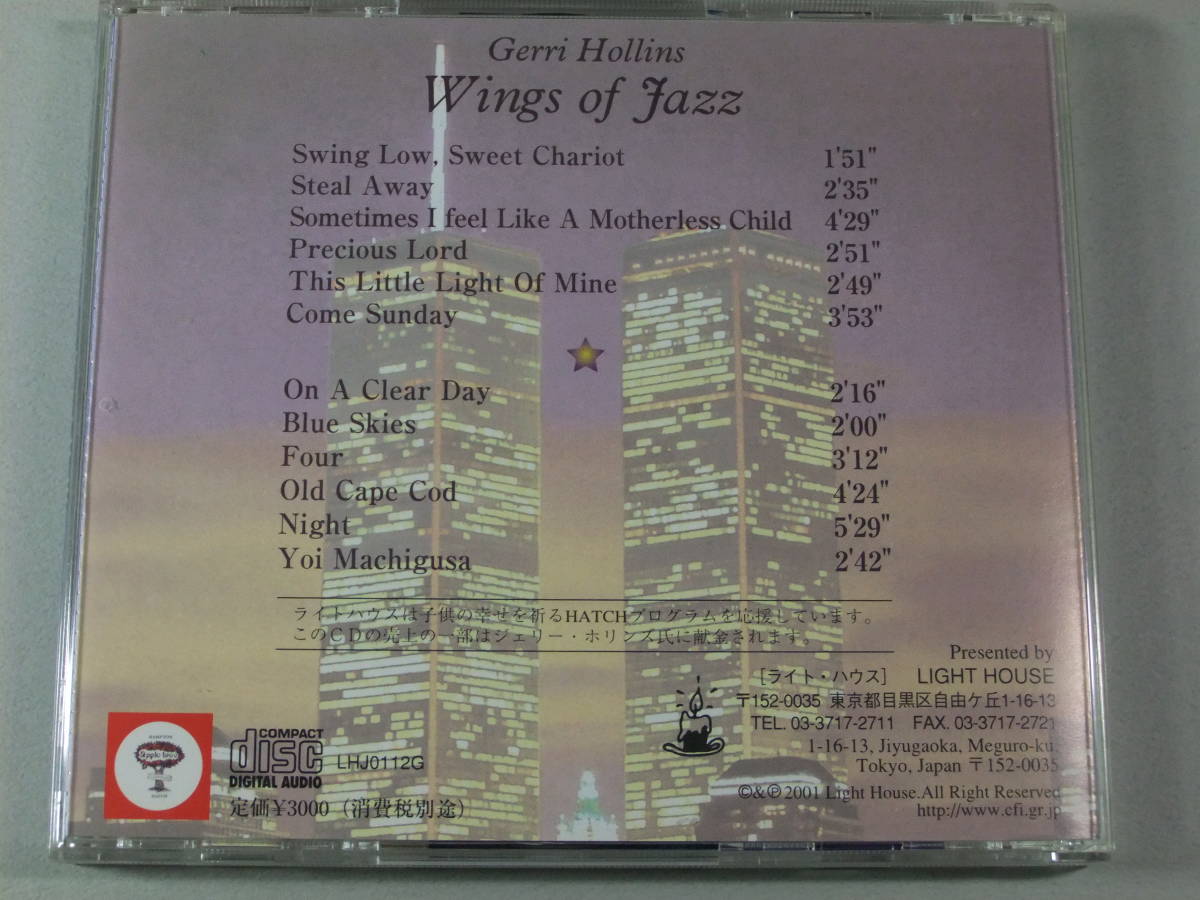 Gerri Hollins
Wings of Jazz
Swing Low, Sweet Chariot 1'51"
Steal Away 2'35"
Sometimes I feel Like A Motherless Child 4'29"
Precious Lord 2'51"
This Little Light Of Mine 2'49"
Come Sunday 3'53"
On A Clear Day 2'16"
Blue Skies 2'00"
Four 3'12"
Old Cape Cod 4'24"
Night 5'29"
Yoi Machigusa 2'42"
ライトハウスは子供の幸せを祈るHATCHプログラムを応援しています。
このCDの売上の一部はジェリー・ホリンズ氏に献金されます。
Presented by
[ライト・ハウス] LIGHT HOUSE
〒152-0035 東京都目黒区自由ケ丘1-16-13
TEL. 03-3717-2711 FAX. 03-3717-2721
1-16-13, Jiyugaoka, Meguro-ku,
Tokyo, Japan 〒152-0035
©&Ⓟ 2001 Light House.All Right Reserved
http://www.cfi.gr.jp
COMPACT
disc
DIGITAL AUDIO
LHJ0112G
定価¥3000（消費税別途）